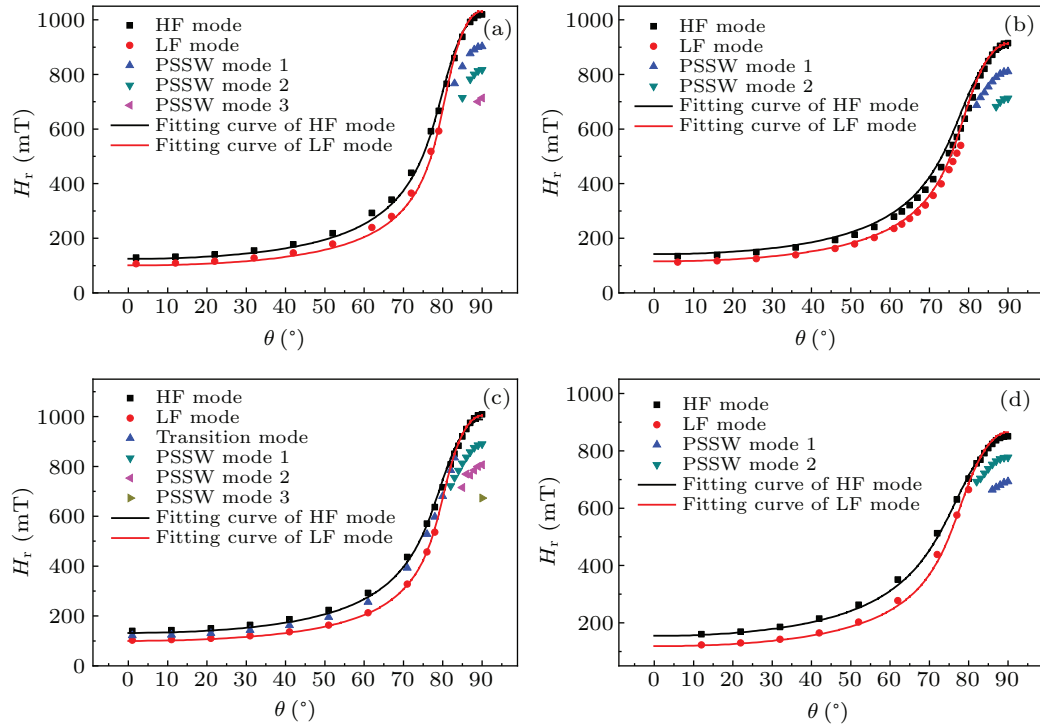 (a)
HF mode
LF mode
PSSW mode 1
PSSW mode 2
PSSW mode 3
Fitting curve of HF mode
Fitting curve of LF mode
1000
800
600
400
200
0
H_r (mT)
0 10 20 30 40 50 60 70 80 90
θ (°)
(b)
HF mode
LF mode
PSSW mode 1
PSSW mode 2
Fitting curve of HF mode
Fitting curve of LF mode
1000
800
600
400
200
0
H_r (mT)
0 10 20 30 40 50 60 70 80 90
θ (°)
(c)
HF mode
LF mode
Transition mode
PSSW mode 1
PSSW mode 2
PSSW mode 3
Fitting curve of HF mode
Fitting curve of LF mode
1000
800
600
400
200
0
H_r (mT)
0 10 20 30 40 50 60 70 80 90
θ (°)
(d)
HF mode
LF mode
PSSW mode 1
PSSW mode 2
Fitting curve of HF mode
Fitting curve of LF mode
1000
800
600
400
200
H_r (mT)
0 10 20 30 40 50 60 70 80 90
θ (°)